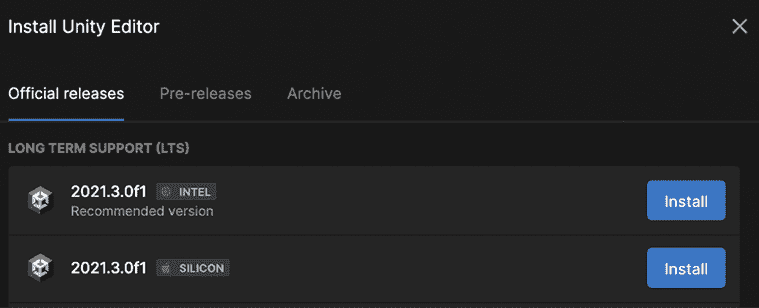 Install Unity Editor
Official releases Pre-releases Archive
LONG TERM SUPPORT (LTS)
2021.3.0f1 INTEL
Recommended version
Install
2021.3.0f1 SILICON
Install